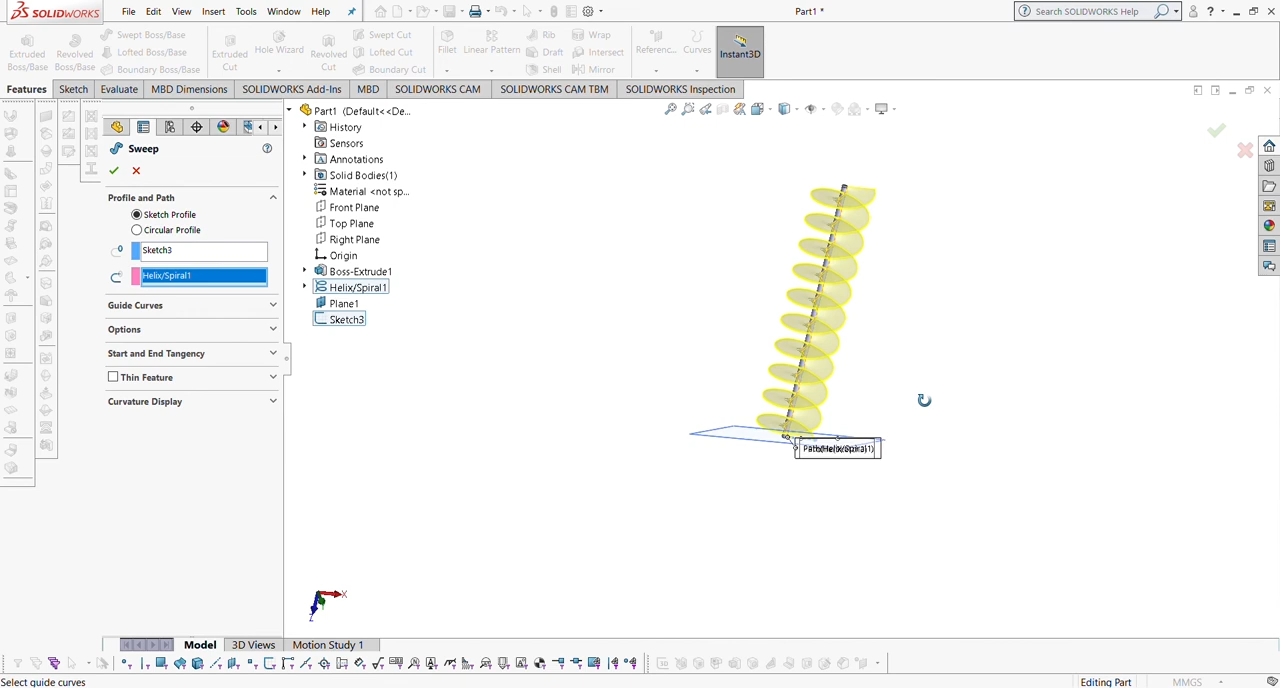 SOLIDWORKS File Edit View Insert Tools Window Help Part1 * Search SOLIDWORKS Help ?
Extruded Boss/Base
Revolved Boss/Base
Swept Boss/Base
Lofted Boss/Base
Boundary Boss/Base
Extruded Cut
Hole Wizard
Revolved Cut
Swept Cut
Lofted Cut
Boundary Cut
Fillet
Linear Pattern
Rib
Draft
Shell
Wrap
Intersect
Mirror
Referenc...
Curves
Instant3D
Features Sketch Evaluate MBD Dimensions SOLIDWORKS Add-Ins MBD SOLIDWORKS CAM SOLIDWORKS CAM TBM SOLIDWORKS Inspection
Sweep
Profile and Path
Sketch Profile
Circular Profile
Sketch3
Helix/Spiral1
Guide Curves
Options
Start and End Tangency
Thin Feature
Curvature Display
Part1 (Default<<De...
History
Sensors
Annotations
Solid Bodies(1)
Material <not sp...
Front Plane
Top Plane
Right Plane
Origin
Boss-Extrude1
Helix/Spiral1
Plane1
Sketch3
Path(Helix/Spiral1)
X
Z
Model 3D Views Motion Study 1
Select guide curves Editing Part MMGS